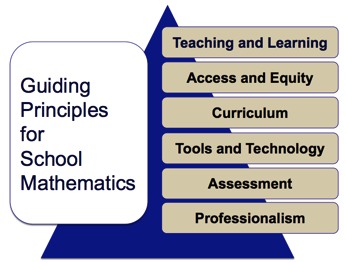 Guiding
Principles
for
School
Mathematics
Teaching and Learning
Access and Equity
Curriculum
Tools and Technology
Assessment
Professionalism